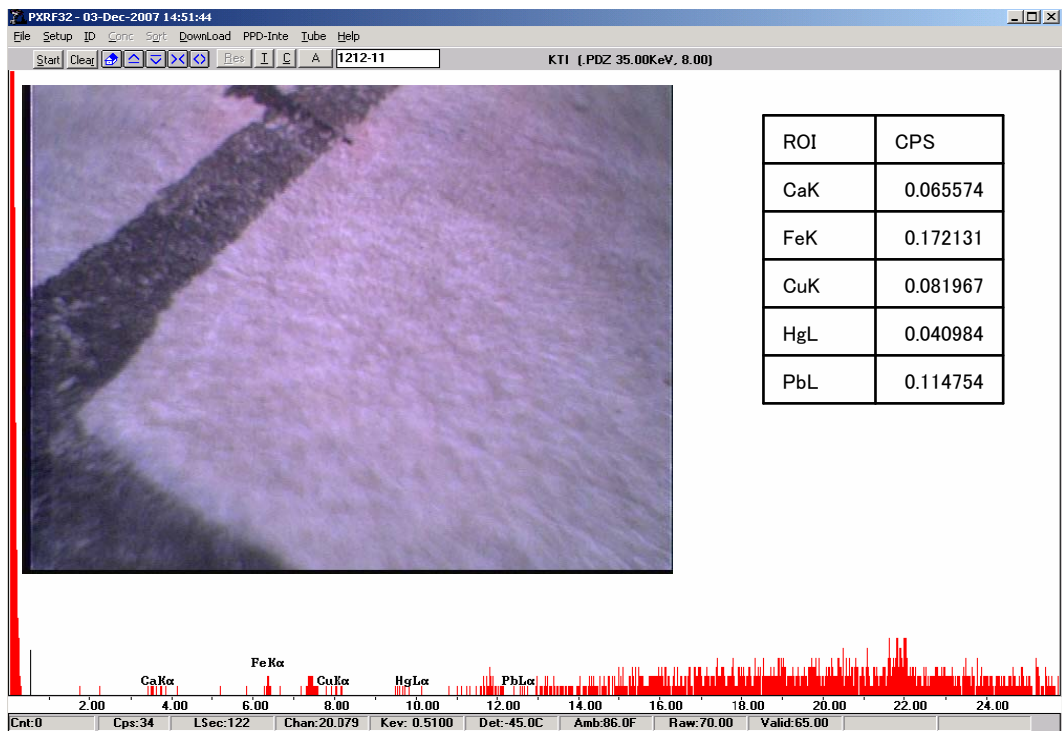 PXRF32 - 03-Dec-2007 14:51:44
File Setup ID Conc Sort DownLoad PPD-Inte Tube Help
Start Clear Res I C A 1212-11 KTI (.PDZ 35.00KeV, 8.00)
ROI CPS
CaK 0.065574
FeK 0.172131
CuK 0.081967
HgL 0.040984
PbL 0.114754
FeKα
CaKα CuKα HgLα PbLα
2.00 4.00 6.00 8.00 10.00 12.00 14.00 16.00 18.00 20.00 22.00 24.00
Cnt:0 Cps:34 LSec:122 Chan:20.079 Kev: 0.5100 Det:-45.0C Amb:86.0F Raw:70.00 Valid:65.00